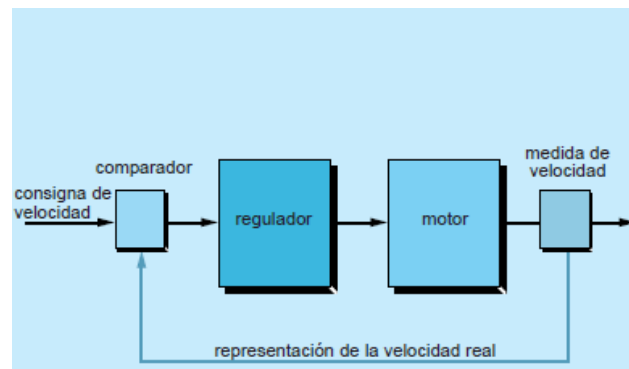 comparador
consigna de
velocidad
regulador
motor
medida de
velocidad
representación de la velocidad real